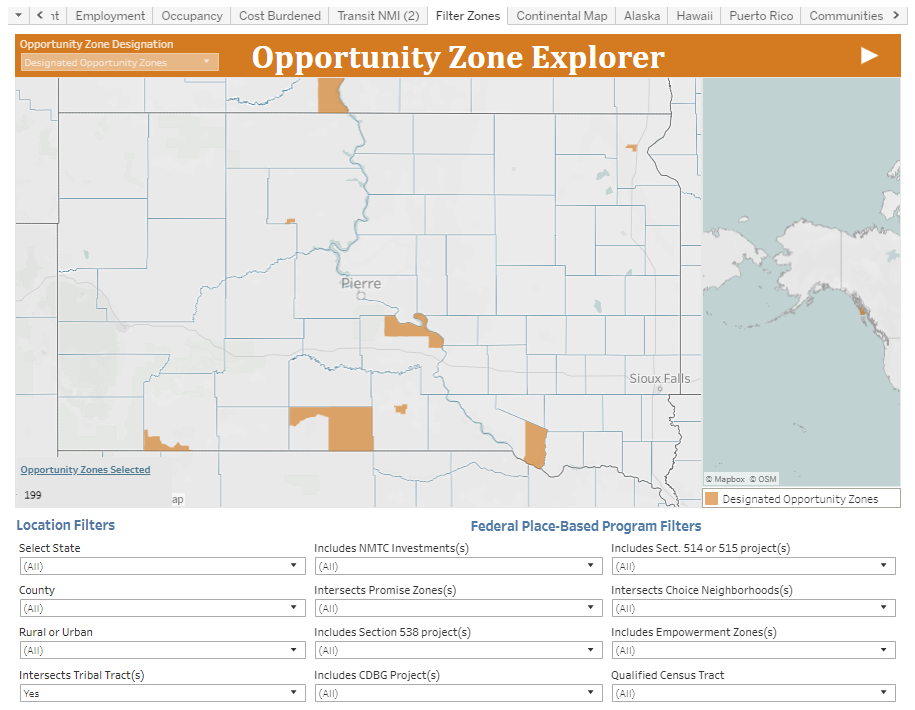 nt Employment Occupancy Cost Burdened Transit NMI (2) Filter Zones Continental Map Alaska Hawaii Puerto Rico Communities
Opportunity Zone Designation
Designated Opportunity Zones
Opportunity Zone Explorer
Pierre
Sioux Falls
Opportunity Zones Selected
199
ap
© Mapbox © OSM
Designated Opportunity Zones
Location Filters
Federal Place-Based Program Filters
Select State
Includes NMTC Investments(s)
Includes Sect. 514 or 515 project(s)
(All)
(All)
(All)
County
Intersects Promise Zones(s)
Intersects Choice Neighborhoods(s)
(All)
(All)
(All)
Rural or Urban
Includes Section 538 project(s)
Includes Empowerment Zones(s)
(All)
(All)
(All)
Intersects Tribal Tract(s)
Includes CDBG Project(s)
Qualified Census Tract
Yes
(All)
(All)